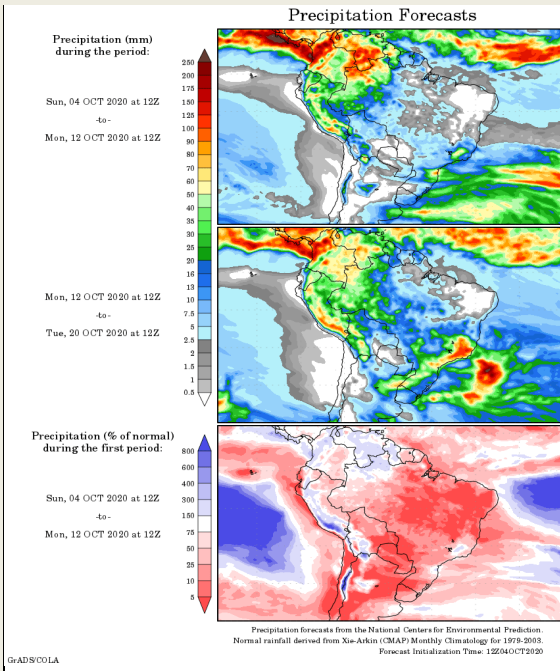 Precipitation Forecasts
Precipitation (mm)
during the period:
Sun, 04 OCT 2020 at 12Z
-to-
Mon, 12 OCT 2020 at 12Z
250
200
175
150
125
100
90
80
70
60
50
40
35
30
25
20
16
13
10
7.5
5
2.5
2
1.5
1
0.5
Mon, 12 OCT 2020 at 12Z
-to-
Tue, 20 OCT 2020 at 12Z
Precipitation (% of normal)
during the first period:
Sun, 04 OCT 2020 at 12Z
-to-
Mon, 12 OCT 2020 at 12Z
800
600
400
300
150
75
50
25
10
5
Precipitation forecasts from the National Centers for Environmental Prediction.
Normal rainfall derived from Xie-Arkin (CMAP) Monthly Climatology for 1979-2003.
Forecast Initialization Time: 12Z04OCT2020
GrADS/COLA